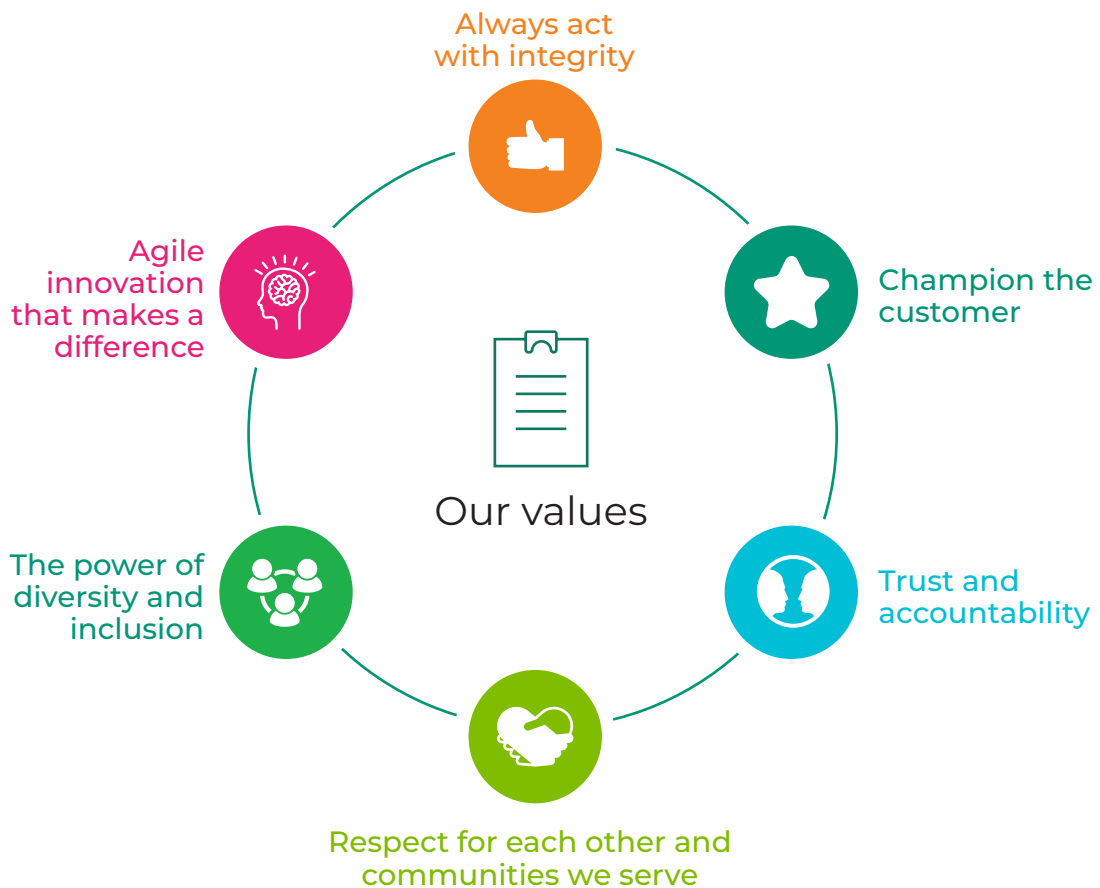 Always act
with integrity
Champion the
customer
Trust and
accountability
Respect for each other and
communities we serve
The power of
diversity and
inclusion
Agile
innovation
that makes a
difference
Our values